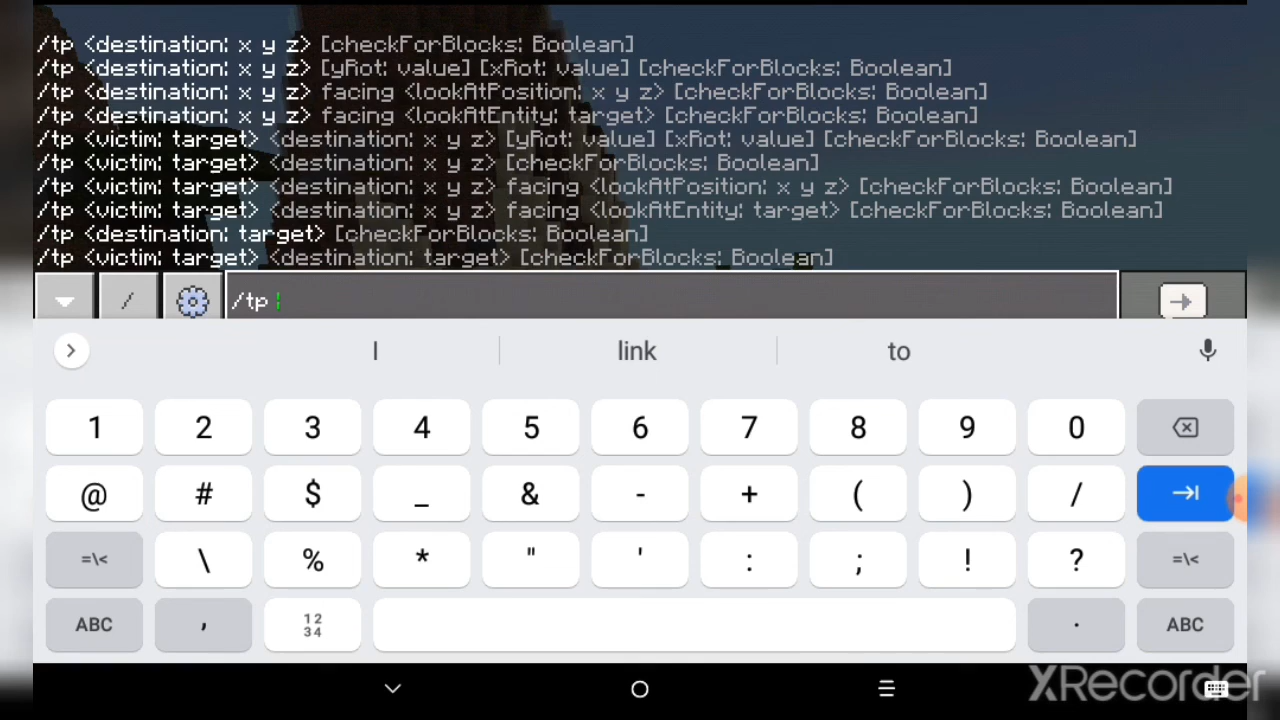 /tp <destination: x y z> [checkForBlocks: Boolean]
/tp <destination: x y z> [yRot: value] [xRot: value] [checkForBlocks: Boolean]
/tp <destination: x y z> facing <lookAtPosition: x y z> [checkForBlocks: Boolean]
/tp <destination: x y z> facing <lookAtEntity: target> [checkForBlocks: Boolean]
/tp <victim: target> <destination: x y z> [yRot: value] [xRot: value] [checkForBlocks: Boolean]
/tp <victim: target> <destination: x y z> [checkForBlocks: Boolean]
/tp <victim: target> <destination: x y z> facing <lookAtPosition: x y z> [checkForBlocks: Boolean]
/tp <victim: target> <destination: x y z> facing <lookAtEntity: target> [checkForBlocks: Boolean]
/tp <destination: target> [checkForBlocks: Boolean]
/tp <victim: target> <destination: target> [checkForBlocks: Boolean]
/ /tp
I link to
1 2 3 4 5 6 7 8 9 0
@ # $ _ & - + ( ) /
=\< \ % * " ' : ; ! ? =\<
ABC , 12 34 . ABC
XRecorder